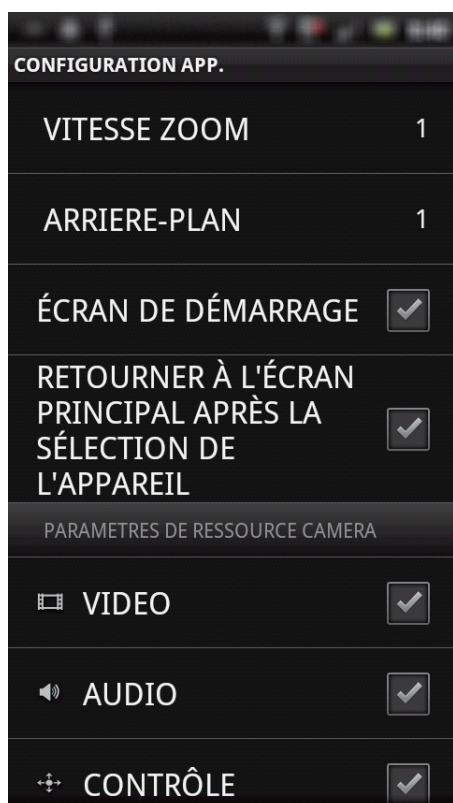 CONFIGURATION APP.
VITESSE ZOOM 1
ARRIERE-PLAN 1
ÉCRAN DE DÉMARRAGE
RETOURNER À L'ÉCRAN
PRINCIPAL APRÈS LA
SÉLECTION DE
L'APPAREIL
PARAMETRES DE RESSOURCE CAMERA
VIDEO
AUDIO
CONTRÔLE